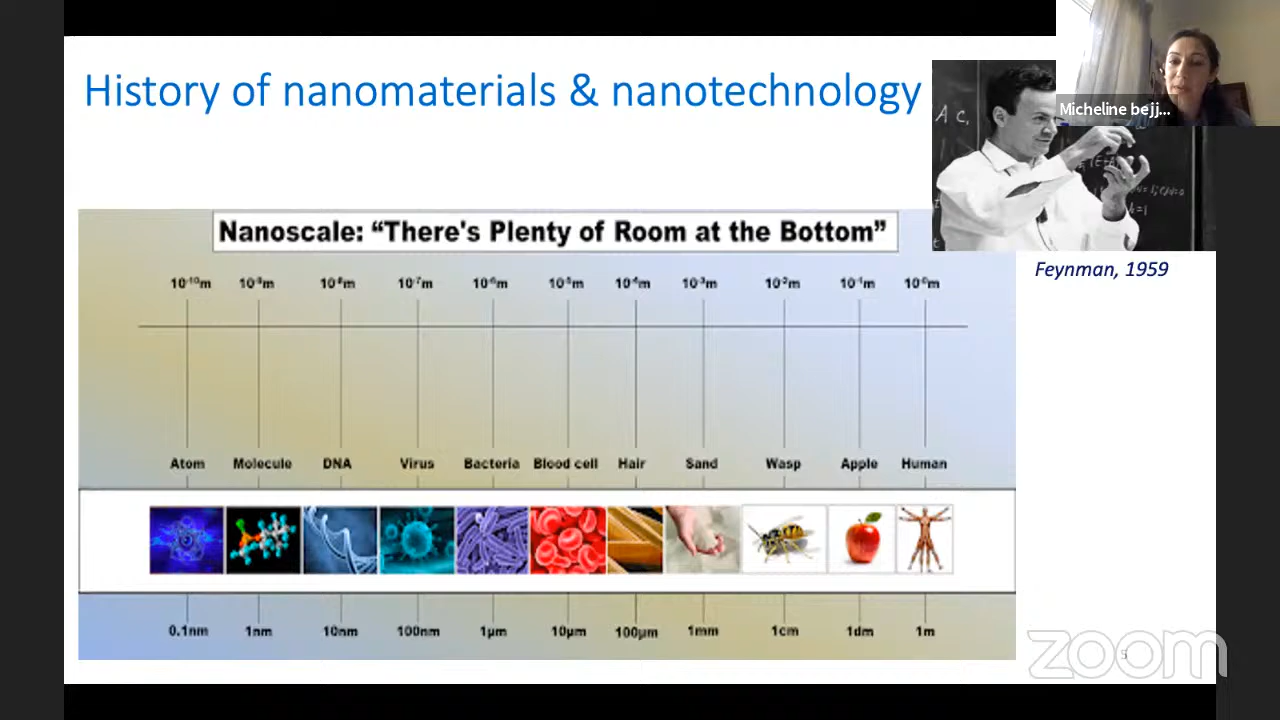 History of nanomaterials & nanotechnology
Micheline bejj...
Nanoscale: “There's Plenty of Room at the Bottom”
Feynman, 1959
10⁻¹⁰m 10⁻⁹m 10⁻⁸m 10⁻⁷m 10⁻⁶m 10⁻⁵m 10⁻⁴m 10⁻³m 10⁻²m 10⁻¹m 10⁻⁰m
Atom Molecule DNA Virus Bacteria Blood cell Hair Sand Wasp Apple Human
0.1nm 1nm 10nm 100nm 1µm 10µm 100µm 1mm 1cm 1dm 1m
5
zoom